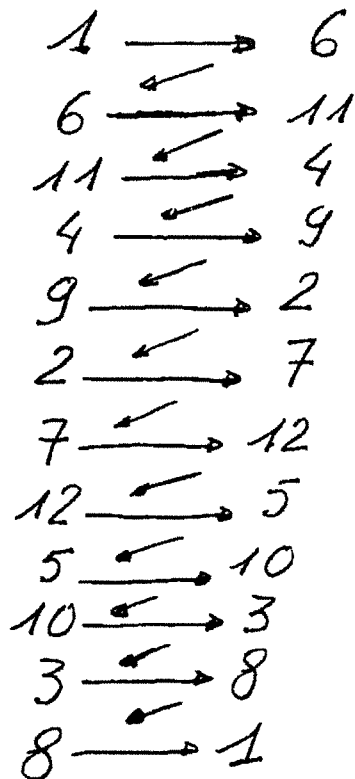 1 → 6
6 → 11
11 → 4
4 → 9
9 → 2
2 → 7
7 → 12
12 → 5
5 → 10
10 → 3
3 → 8
8 → 1